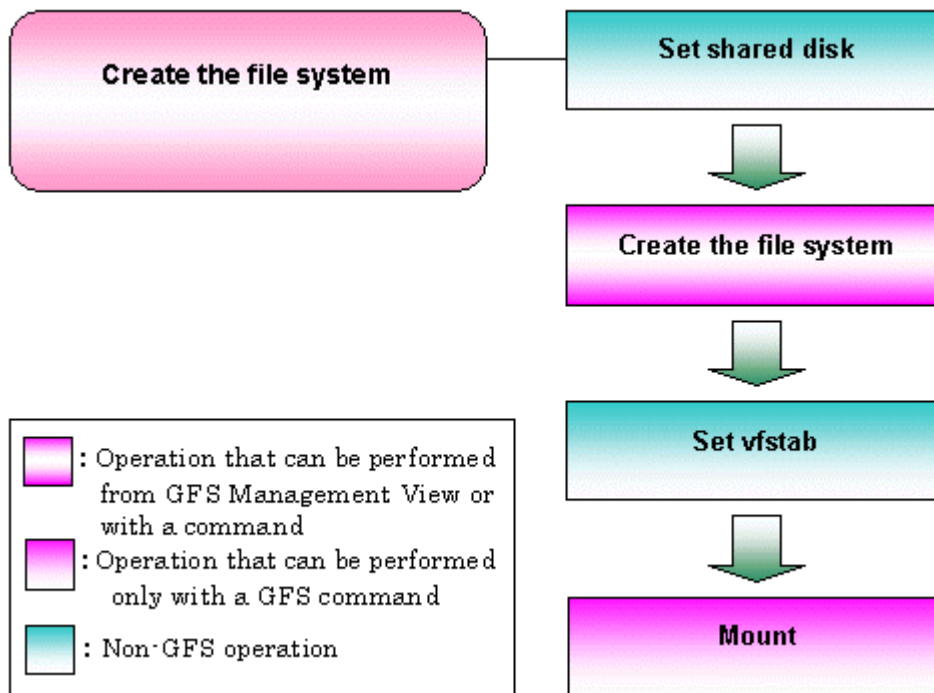 Create the file system
Set shared disk
Create the file system
Set vfstab
Mount
: Operation that can be performed
from GFS Management View or
with a command
: Operation that can be performed
only with a GFS command
: Non-GFS operation